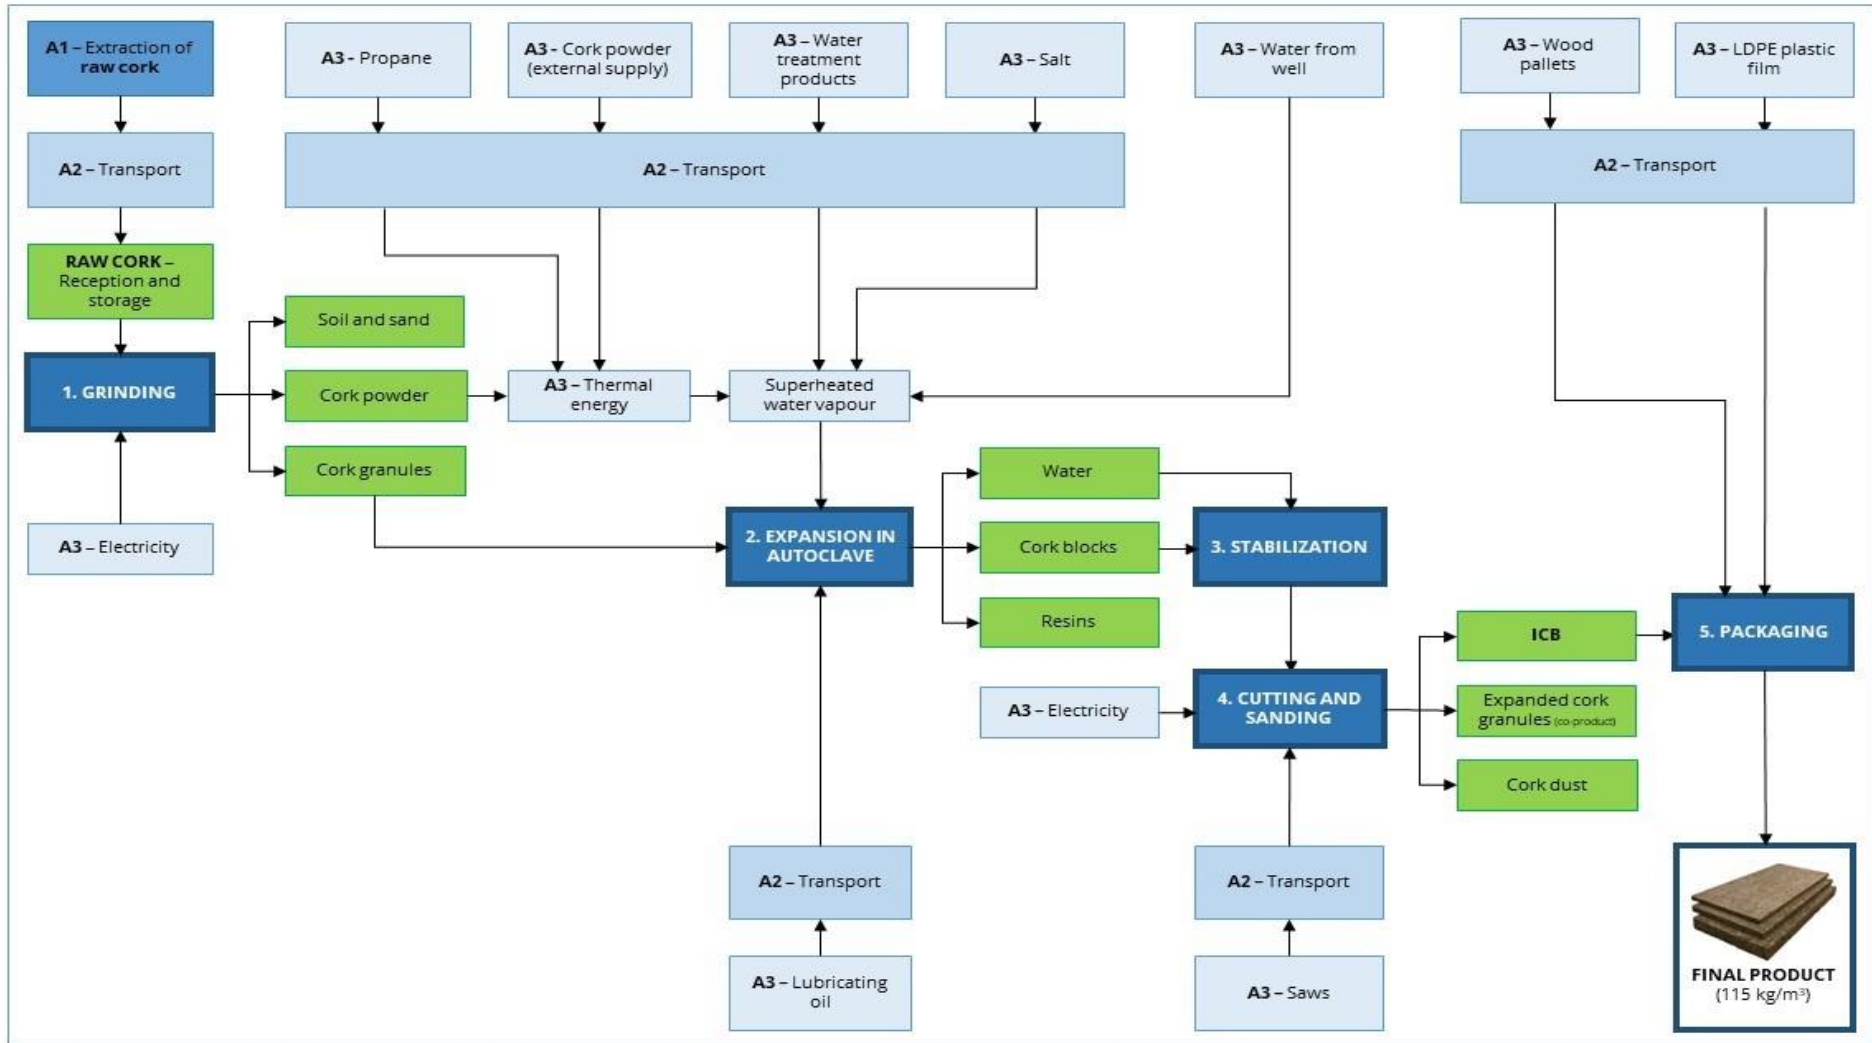 A1 – Extraction of
raw cork
A3 - Propane
A3 - Cork powder
(external supply)
A3 – Water
treatment
products
A3 – Salt
A3 – Water from
well
A3 – Wood
pallets
A3 – LDPE plastic
film
A2 – Transport
A2 – Transport
A2 – Transport
RAW CORK –
Reception and
storage
Soil and sand
1. GRINDING
Cork powder
A3 – Thermal
energy
Superheated
water vapour
Cork granules
Water
A3 – Electricity
2. EXPANSION IN
AUTOCLAVE
Cork blocks
3. STABILIZATION
Resins
ICB
5. PACKAGING
A3 – Electricity
4. CUTTING AND
SANDING
Expanded cork
granules (co-product)
Cork dust
A2 – Transport
A2 – Transport
A3 – Lubricating
oil
A3 – Saws
FINAL PRODUCT
(115 kg/m³)